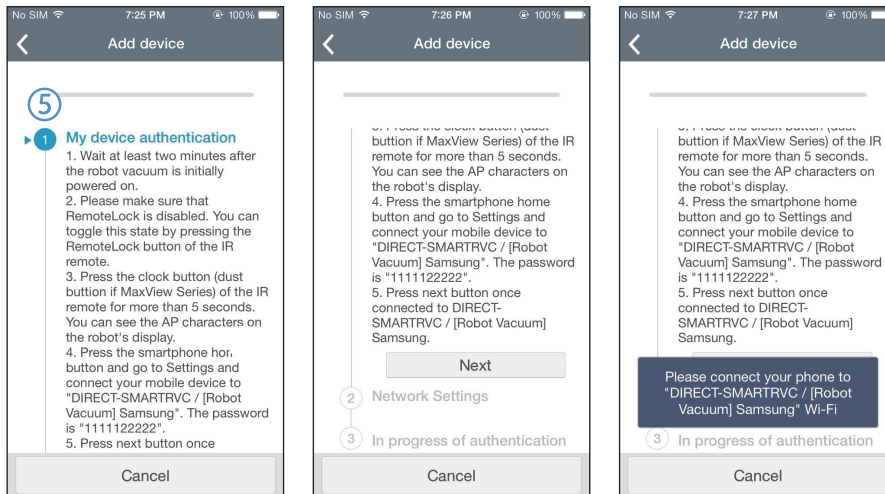 No SIM 7:25 PM 100%
Add device
5
1 My device authentication
1. Wait at least two minutes after
the robot vacuum is initially
powered on.
2. Please make sure that
RemoteLock is disabled. You can
toggle this state by pressing the
RemoteLock button of the IR
remote.
3. Press the clock button (dust
buttion if MaxView Series) of the IR
remote for more than 5 seconds.
You can see the AP characters on
the robot's display.
4. Press the smartphone hor
button and go to Settings and
connect your mobile device to
"DIRECT-SMARTRVC / [Robot
Vacuum] Samsung". The password
is "1111122222".
5. Press next button once
Cancel
No SIM 7:26 PM 100%
Add device
3. Press the clock button (dust
buttion if MaxView Series) of the IR
remote for more than 5 seconds.
You can see the AP characters on
the robot's display.
4. Press the smartphone home
button and go to Settings and
connect your mobile device to
"DIRECT-SMARTRVC / [Robot
Vacuum] Samsung". The password
is "1111122222".
5. Press next button once
connected to DIRECT-
SMARTRVC / [Robot Vacuum]
Samsung.
Next
2 Network Settings
3 In progress of authentication
Cancel
No SIM 7:27 PM 100%
Add device
3. Press the clock button (dust
buttion if MaxView Series) of the IR
remote for more than 5 seconds.
You can see the AP characters on
the robot's display.
4. Press the smartphone home
button and go to Settings and
connect your mobile device to
"DIRECT-SMARTRVC / [Robot
Vacuum] Samsung". The password
is "1111122222".
5. Press next button once
connected to DIRECT-
SMARTRVC / [Robot Vacuum]
Samsung.
Please connect your phone to
"DIRECT-SMARTRVC / [Robot
Vacuum] Samsung" Wi-Fi
3 In progress of authentication
Cancel